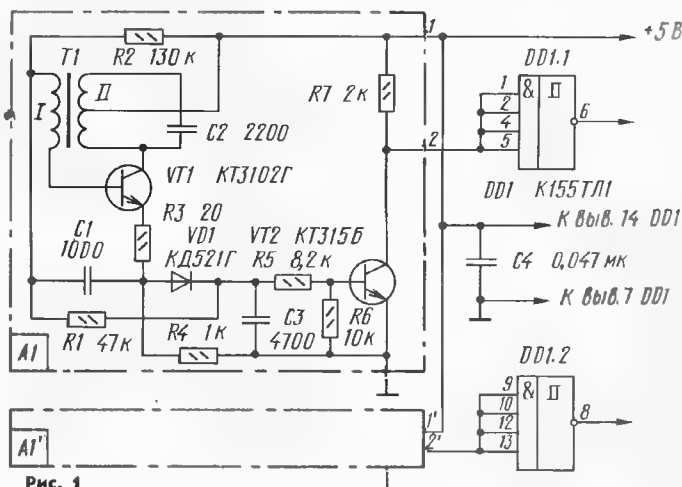 1
+5 В
R2 130 к
T1
DD1.1
I
II
R7 2к
1
&
2
4
6
5
C2 2200
2
VT1 КТ3102Г
DD1 К155ТЛ1
К выв. 14 DD1
R3 20
C1
1000
VD1
КД521Г
VT2 КТ315Б
R5 8,2 к
C4 0,047 мк
К выв. 7 DD1
R1 47 к
R4 1 к
C3
4700
R6
10к
A1
DD1.2
9
&
10
8
12
13
A1'
1'
2'
Рис. 1